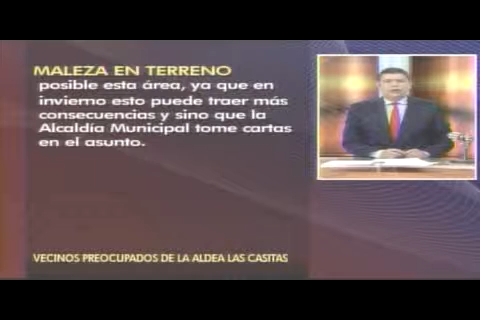 MALEZA EN TERRENO
posible esta área, ya que en
invierno esto puede traer más
consecuencias y sino que la
Alcaldía Municipal tome cartas
en el asunto.
VECINOS PREOCUPADOS DE LA ALDEA LAS CASITAS